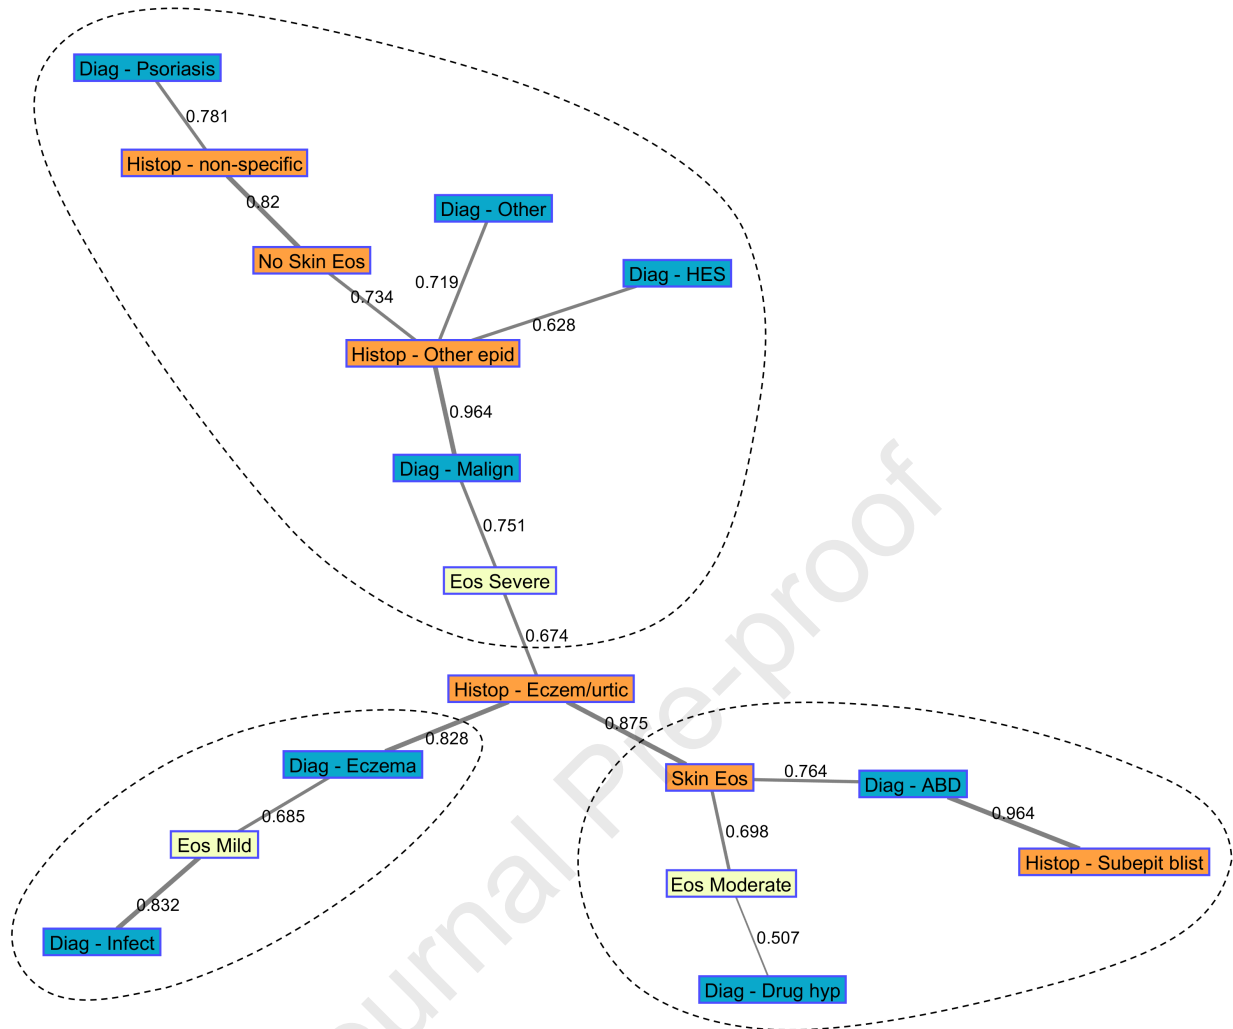 Diag - Psoriasis
0.781
Histop - non-specific
0.82
Diag - Other
No Skin Eos
Diag - HES
0.719
0.734
0.628
Histop - Other epid
0.964
Diag - Malign
0.751
Eos Severe
0.674
Histop - Eczem/urtic
0.875
0.828
Diag - Eczema
Skin Eos
0.764
Diag - ABD
0.964
0.685
Eos Mild
0.698
Histop - Subepit blist
Eos Moderate
0.832
0.507
Diag - Infect
Diag - Drug hyp
urnal Pre-proof